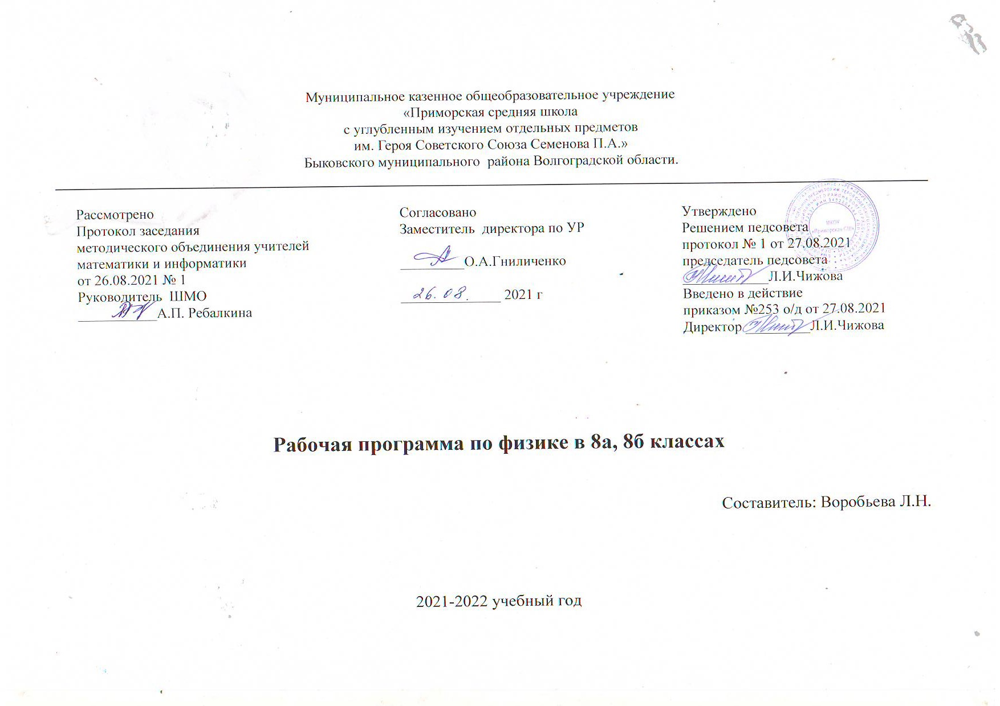 Муниципальное казенное общеобразовательное учреждение
«Приморская средняя школа
с углубленным изучением отдельных предметов
им. Героя Советского Союза Семенова П.А.»
Быковского муниципального района Волгоградской области.
Рассмотрено
Протокол заседания
методического объединения учителей
математики и информатики
от 26.08.2021 № 1
Руководитель ШМО
____________А.П. Ребалкина
Согласовано
Заместитель директора по УР
__________О.А.Гниличенко
26.08. 2021 г
Утверждено
Решением педсовета
протокол № 1 от 27.08.2021
председатель педсовета
_____________Л.И.Чижова
Введено в действие
приказом №253 о/д от 27.08.2021
Директор__________Л.И.Чижова
МКОУ
«Приморская СШ»
Рабочая программа по физике в 8а, 8б классах
Составитель: Воробьева Л.Н.
2021-2022 учебный год